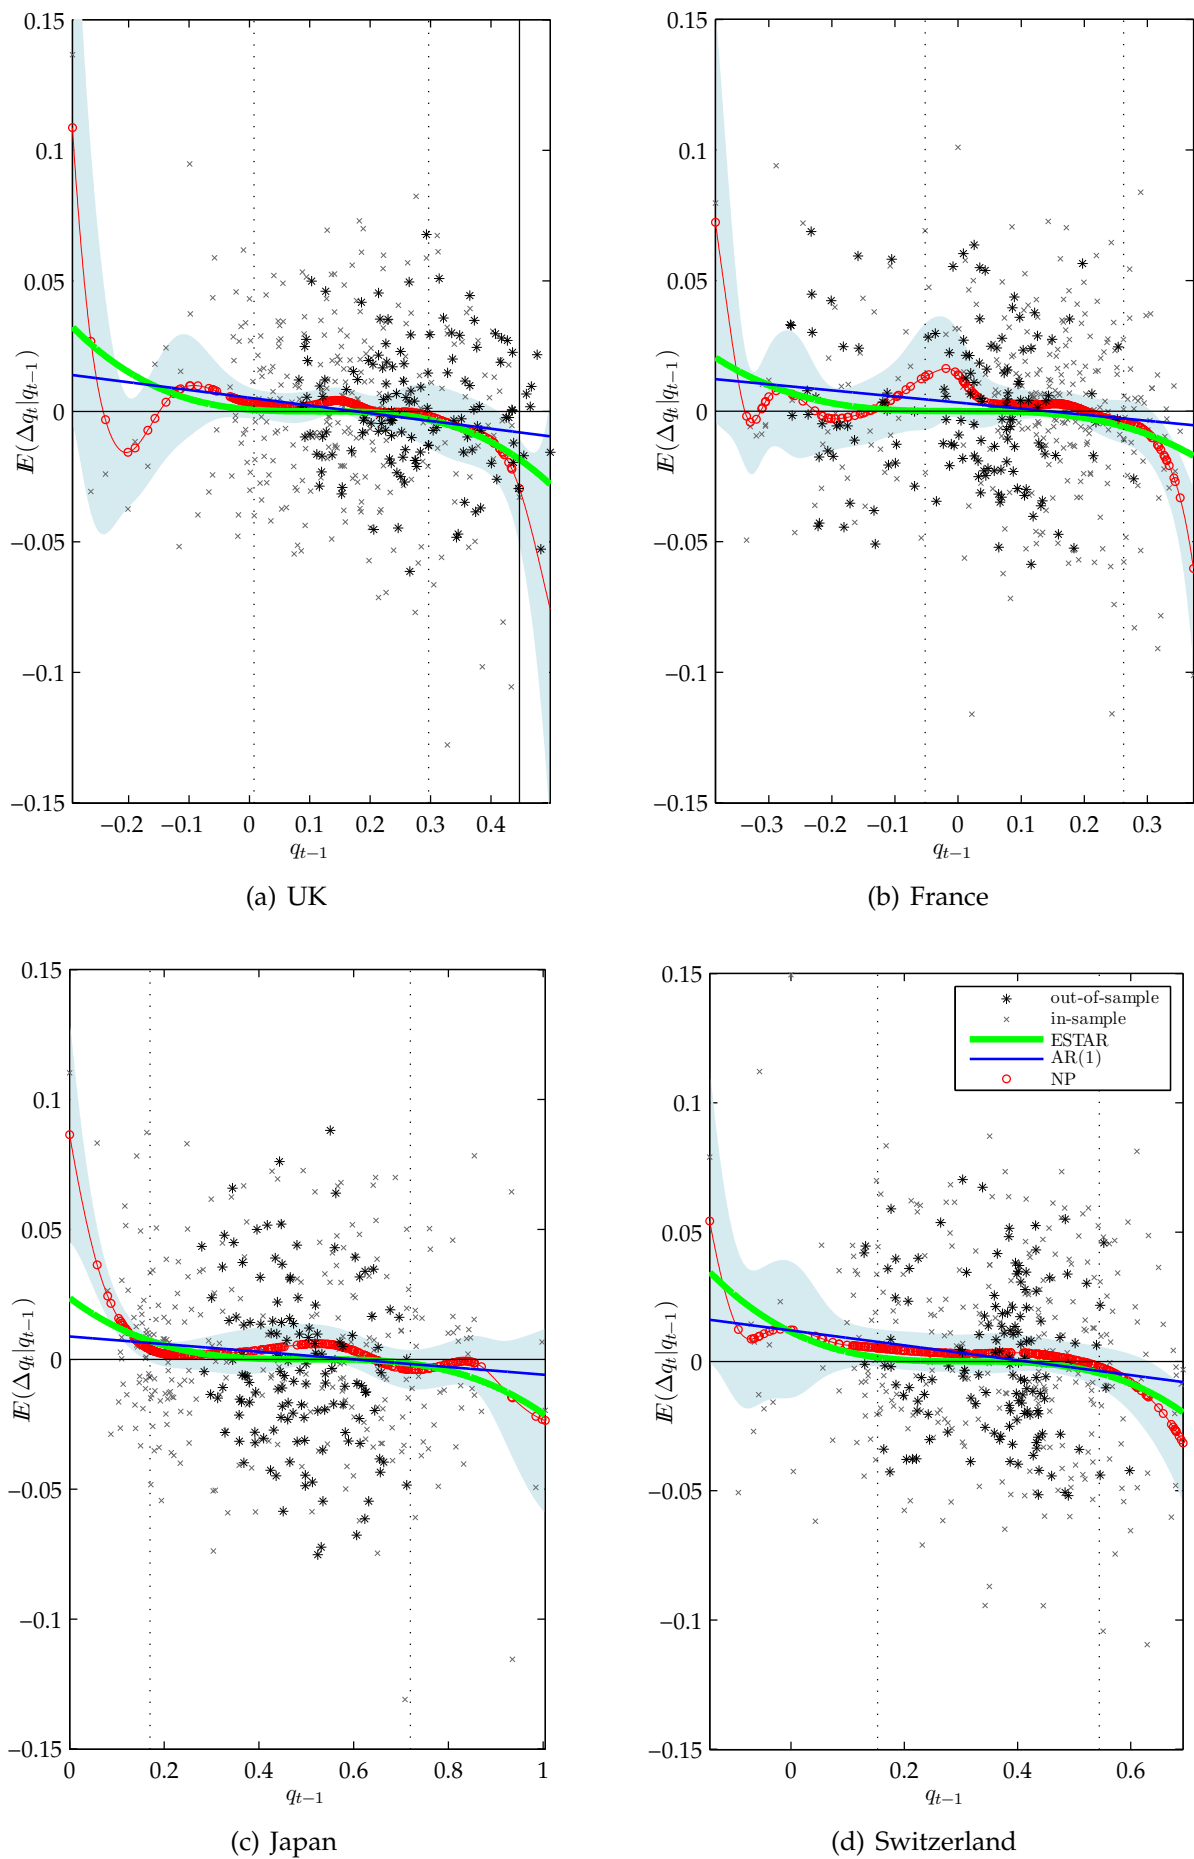 0.15
0.1
0.05
0
−0.05
−0.1
−0.15
E(Δq_t|q_{t−1})
−0.2 −0.1 0 0.1 0.2 0.3 0.4
q_{t−1}
(a) UK
0.15
0.1
0.05
0
−0.05
−0.1
−0.15
E(Δq_t|q_{t−1})
−0.3 −0.2 −0.1 0 0.1 0.2 0.3
q_{t−1}
(b) France
0.15
0.1
0.05
0
−0.05
−0.1
−0.15
E(Δq_t|q_{t−1})
0 0.2 0.4 0.6 0.8 1
q_{t−1}
(c) Japan
0.15
0.1
0.05
0
−0.05
−0.1
−0.15
E(Δq_t|q_{t−1})
out-of-sample
in-sample
ESTAR
AR(1)
NP
0 0.2 0.4 0.6
q_{t−1}
(d) Switzerland